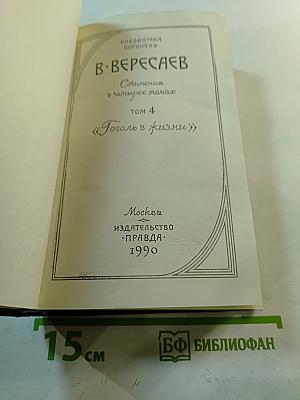 БИБЛИОТЕКА
«ОГОНЕК»
В·ВЕРЕСАЕВ
Сочинения
в четырех томах
ТОМ 4
«Гоголь в жизни»
Москва
ИЗДАТЕЛЬСТВО
·ПРАВДА·
1990
15 см
БФ БИБЛИОФАН